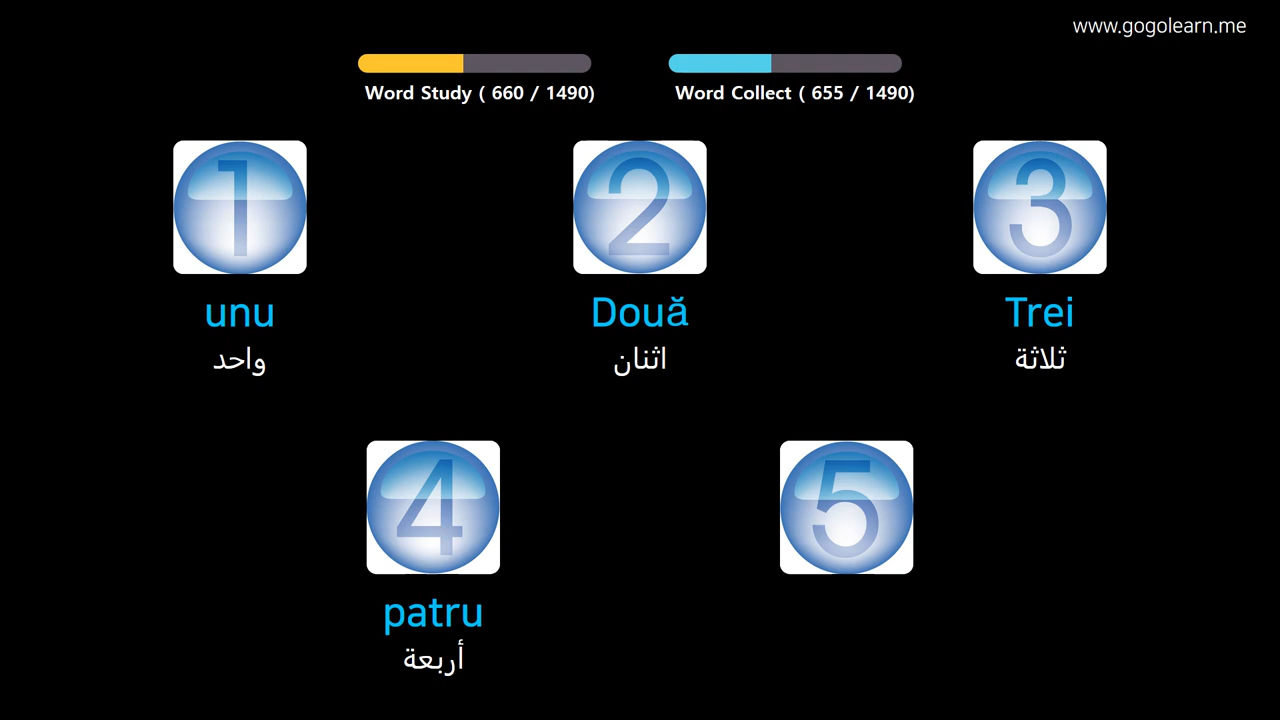 www.gogolearn.me
Word Study ( 660 / 1490)
Word Collect ( 655 / 1490)
1
2
3
unu
Două
Trei
واحد
اثنان
ثلاثة
4
5
patru
أربعة